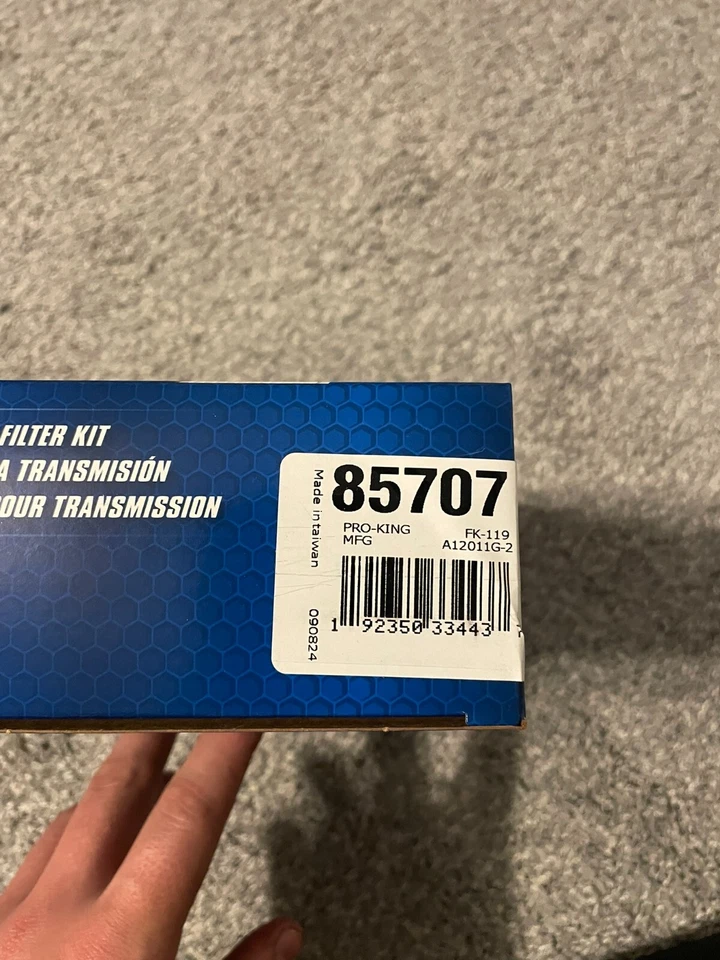 FILTER KIT
A TRANSMISIÓN
OUR TRANSMISSION
Made in taiwan
090824
85707
PRO-KING
MFG
FK-119
A12011G-2
1 92350 33443